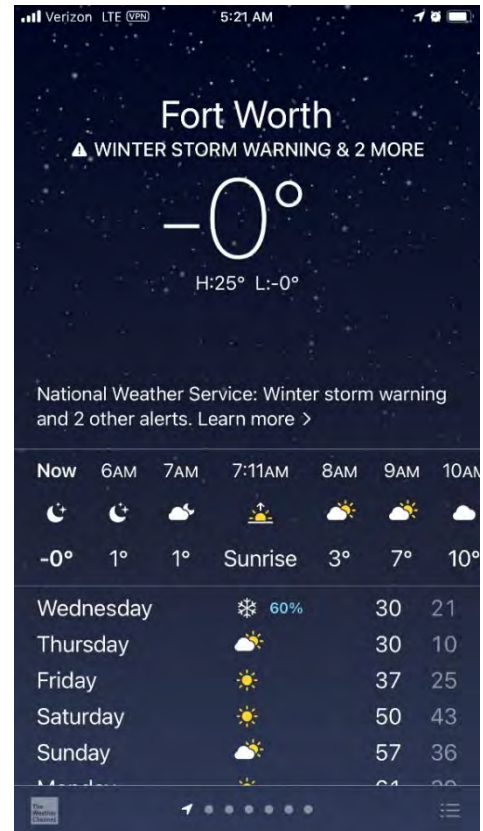 Verizon LTE VPN 5:21 AM
Fort Worth
WINTER STORM WARNING & 2 MORE
-0°
H:25° L:-0°
National Weather Service: Winter storm warning
and 2 other alerts. Learn more >
Now 6AM 7AM 7:11AM 8AM 9AM 10AM
-0° 1° 1° Sunrise 3° 7° 10°
Wednesday 60% 30 21
Thursday 30 10
Friday 37 25
Saturday 50 43
Sunday 57 36
The Weather Channel